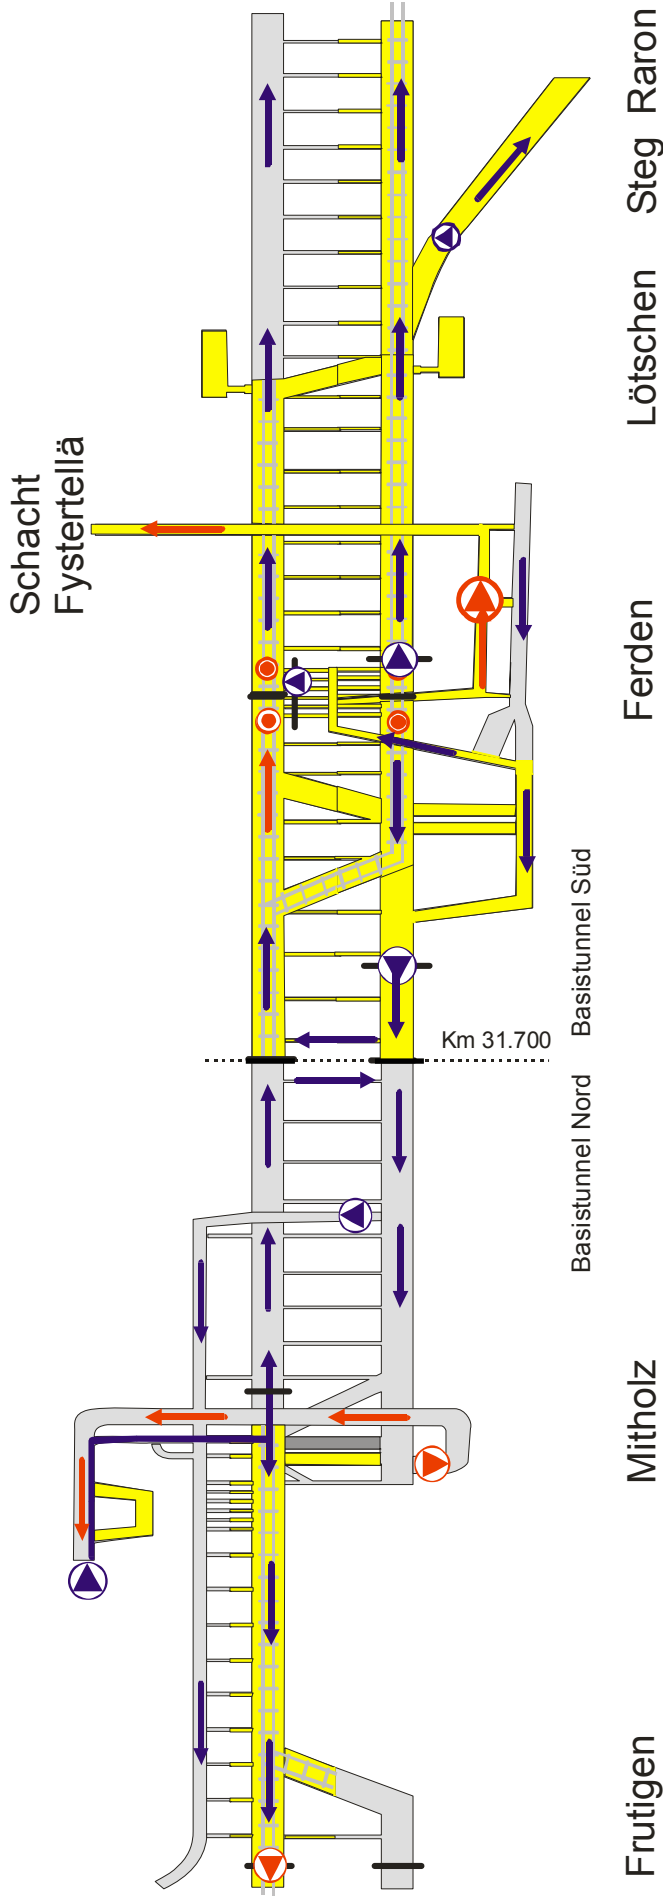 Schacht
Fystertellä
Raron
Steg
Lötschen
Ferden
Basistunnel Süd
Km 31.700
Basistunnel Nord
Mitholz
Frutigen